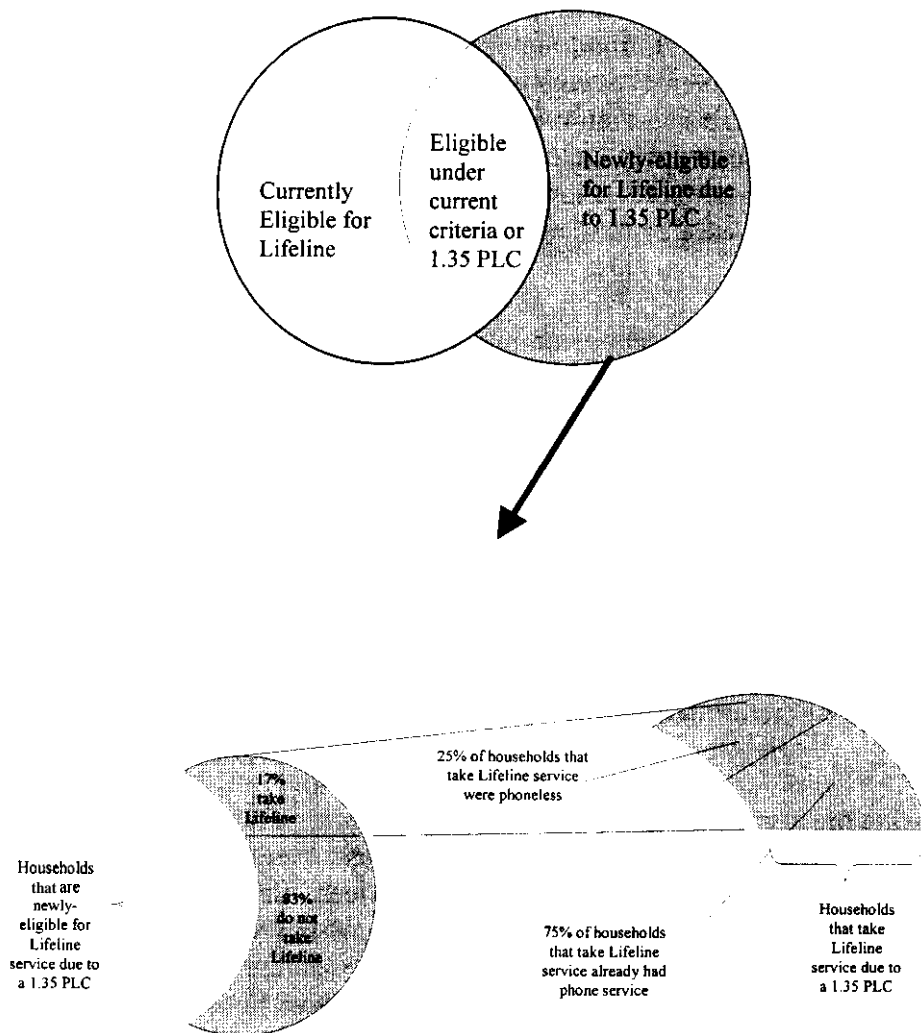 Currently
Eligible for
Lifeline
Eligible
under
current
criteria or
1.35 PLC
Newly-eligible
for Lifeline due
to 1.35 PLC
17%
take
Lifeline
83%
do not
take
Lifeline
25% of households that
take Lifeline service
were phoneless
Households
that are
newly-
eligible for
Lifeline
service due to
a 1.35 PLC
75% of households
that take Lifeline
service already had
phone service
Households
that take
Lifeline
service due to
a 1.35 PLC